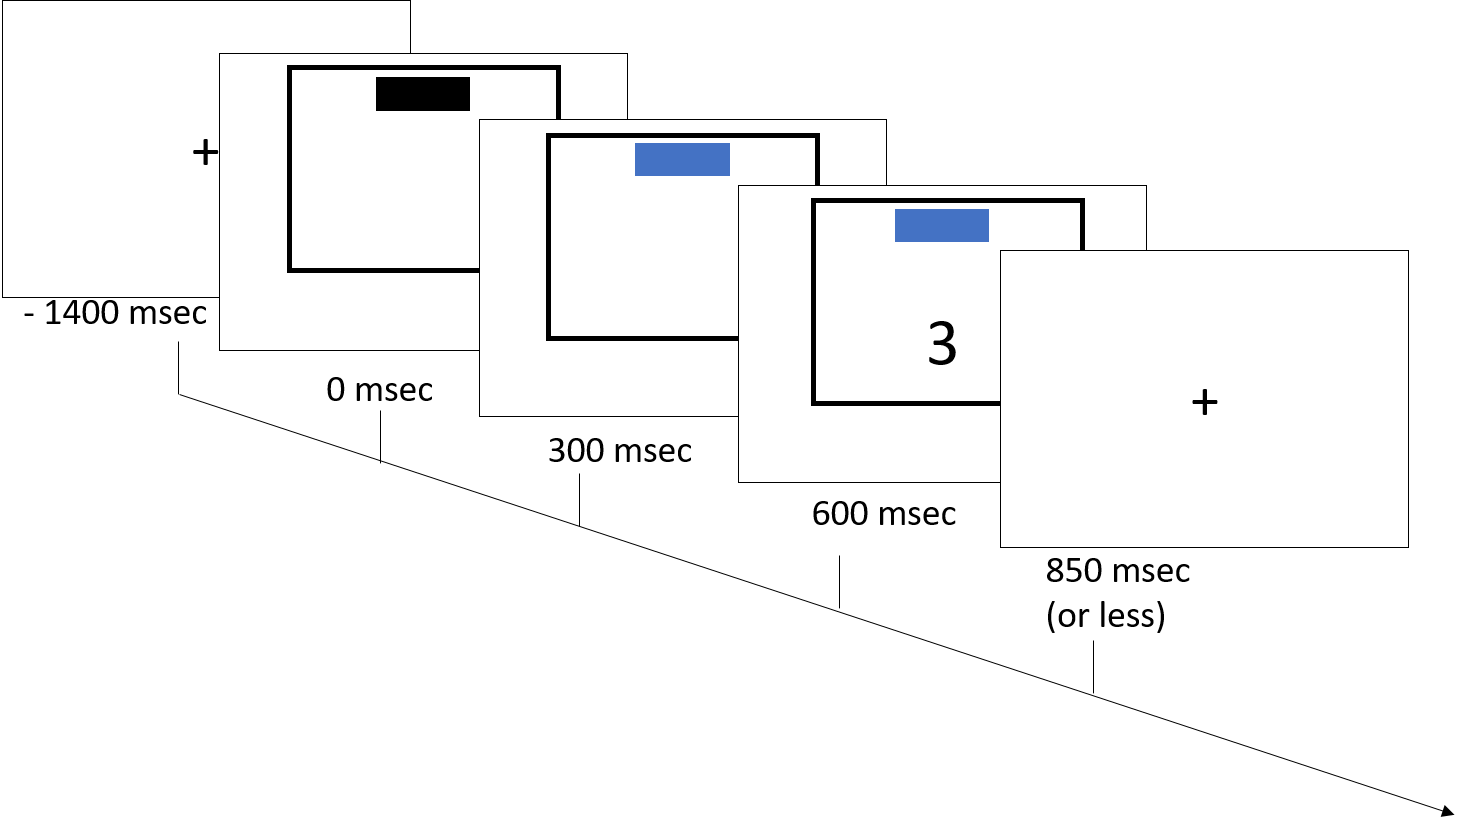 +
- 1400 msec
0 msec
300 msec
3
600 msec
+
850 msec
(or less)